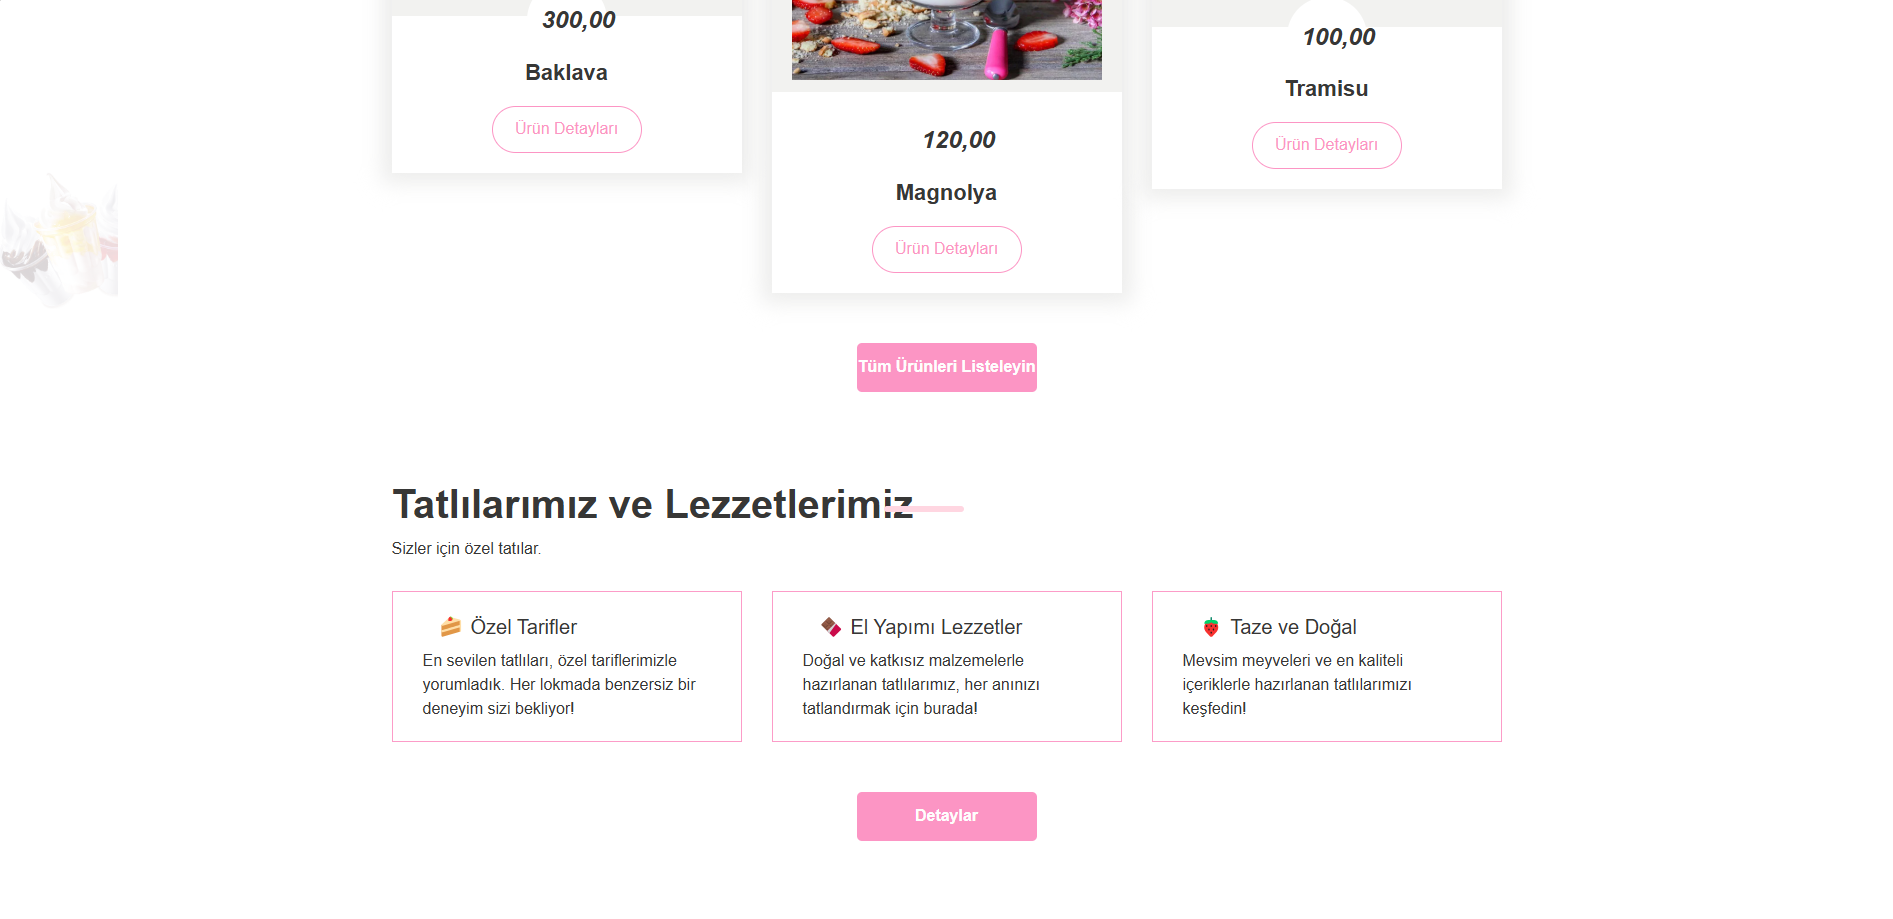 300,00
Baklava
Ürün Detayları
120,00
Magnolya
Ürün Detayları
100,00
Tramisu
Ürün Detayları
Tüm Ürünleri Listeleyin
Tatlılarımız ve Lezzetlerimiz
Sizler için özel tatılar.
Özel Tarifler
En sevilen tatlıları, özel tariflerimizle
yorumladık. Her lokmada benzersiz bir
deneyim sizi bekliyor!
El Yapımı Lezzetler
Doğal ve katkısız malzemelerle
hazırlanan tatlılarımız, her anınızı
tatlandırmak için burada!
Taze ve Doğal
Mevsim meyveleri ve en kaliteli
içeriklerle hazırlanan tatlılarımızı
keşfedin!
Detaylar